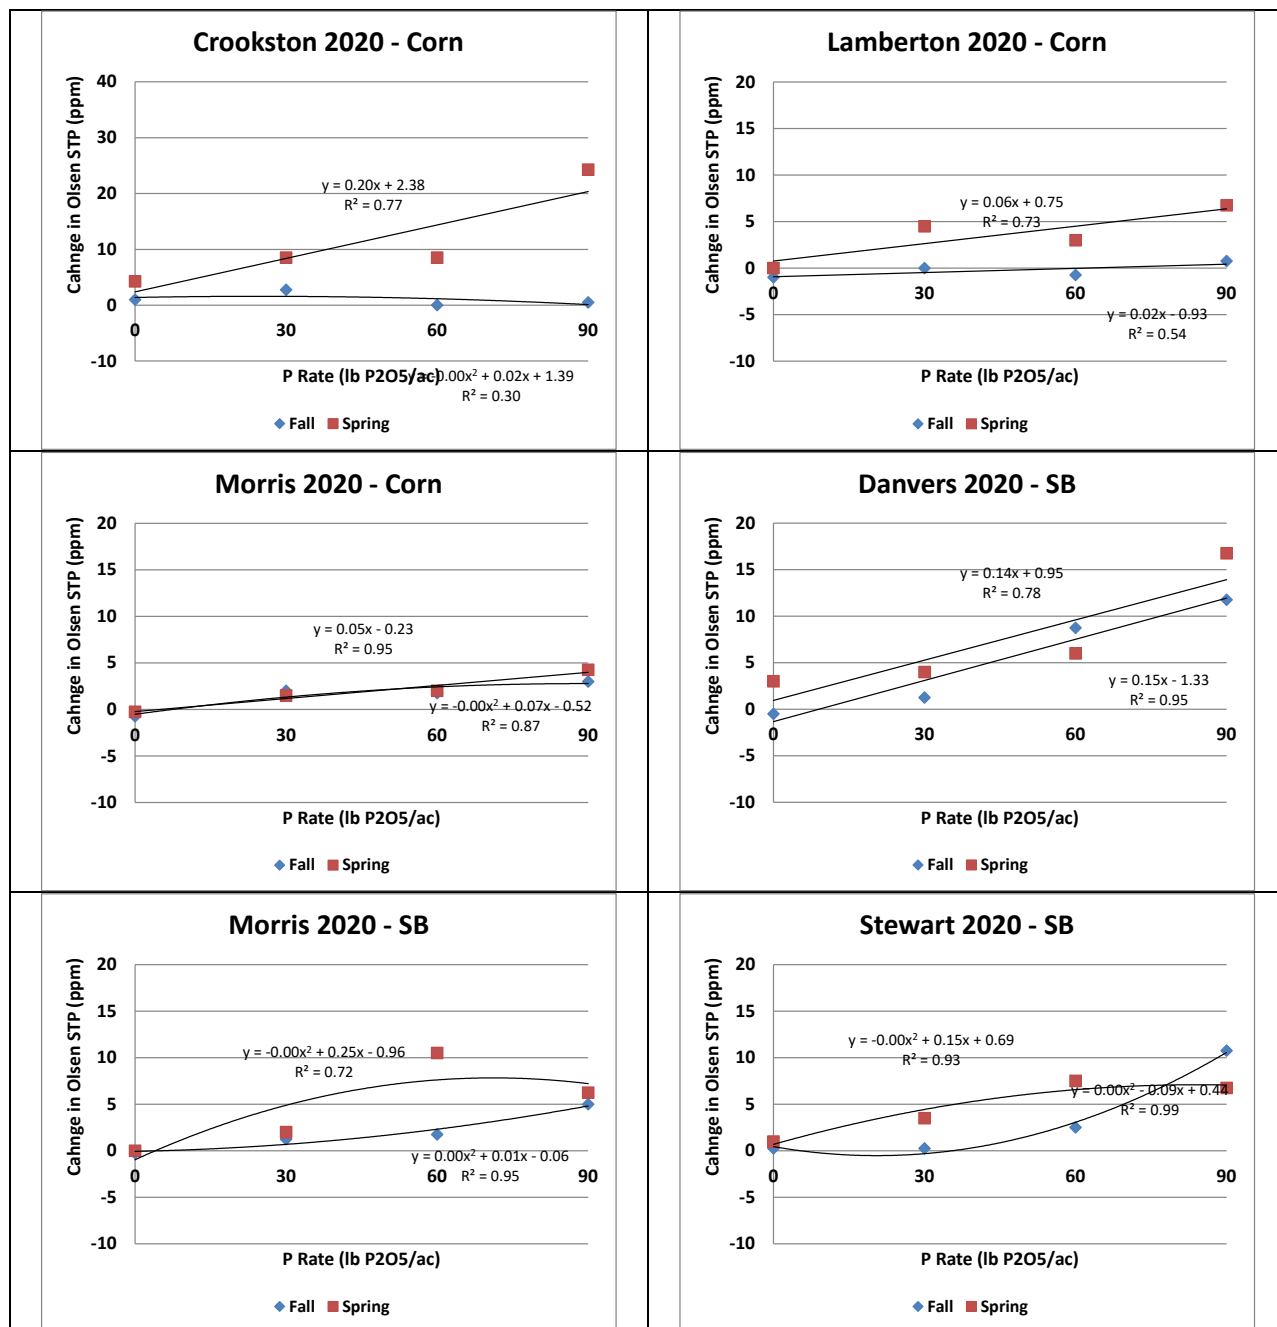 Crookston 2020 - Corn
Cahnge in Olsen STP (ppm)
40
30
20
10
0
-10
0
30
60
90
y = 0.20x + 2.38
R² = 0.77
y = -0.00x² + 0.02x + 1.39
R² = 0.30
P Rate (lb P2O5/ac)
Fall Spring
Lamberton 2020 - Corn
Cahnge in Olsen STP (ppm)
20
15
10
5
0
-5
-10
0
30
60
90
y = 0.06x + 0.75
R² = 0.73
y = 0.02x - 0.93
R² = 0.54
P Rate (lb P2O5/ac)
Fall Spring
Morris 2020 - Corn
Cahnge in Olsen STP (ppm)
20
15
10
5
0
-5
-10
0
30
60
90
y = 0.05x - 0.23
R² = 0.95
y = -0.00x² + 0.07x - 0.52
R² = 0.87
P Rate (lb P2O5/ac)
Fall Spring
Danvers 2020 - SB
Cahnge in Olsen STP (ppm)
20
15
10
5
0
-5
-10
0
30
60
90
y = 0.14x + 0.95
R² = 0.78
y = 0.15x - 1.33
R² = 0.95
P Rate (lb P2O5/ac)
Fall Spring
Morris 2020 - SB
Cahnge in Olsen STP (ppm)
20
15
10
5
0
-5
-10
0
30
60
90
y = -0.00x² + 0.25x - 0.96
R² = 0.72
y = 0.00x² + 0.01x - 0.06
R² = 0.95
P Rate (lb P2O5/ac)
Fall Spring
Stewart 2020 - SB
Cahnge in Olsen STP (ppm)
20
15
10
5
0
-5
-10
0
30
60
90
y = -0.00x² + 0.15x + 0.69
R² = 0.93
y = 0.00x² - 0.09x + 0.44
R² = 0.99
P Rate (lb P2O5/ac)
Fall Spring